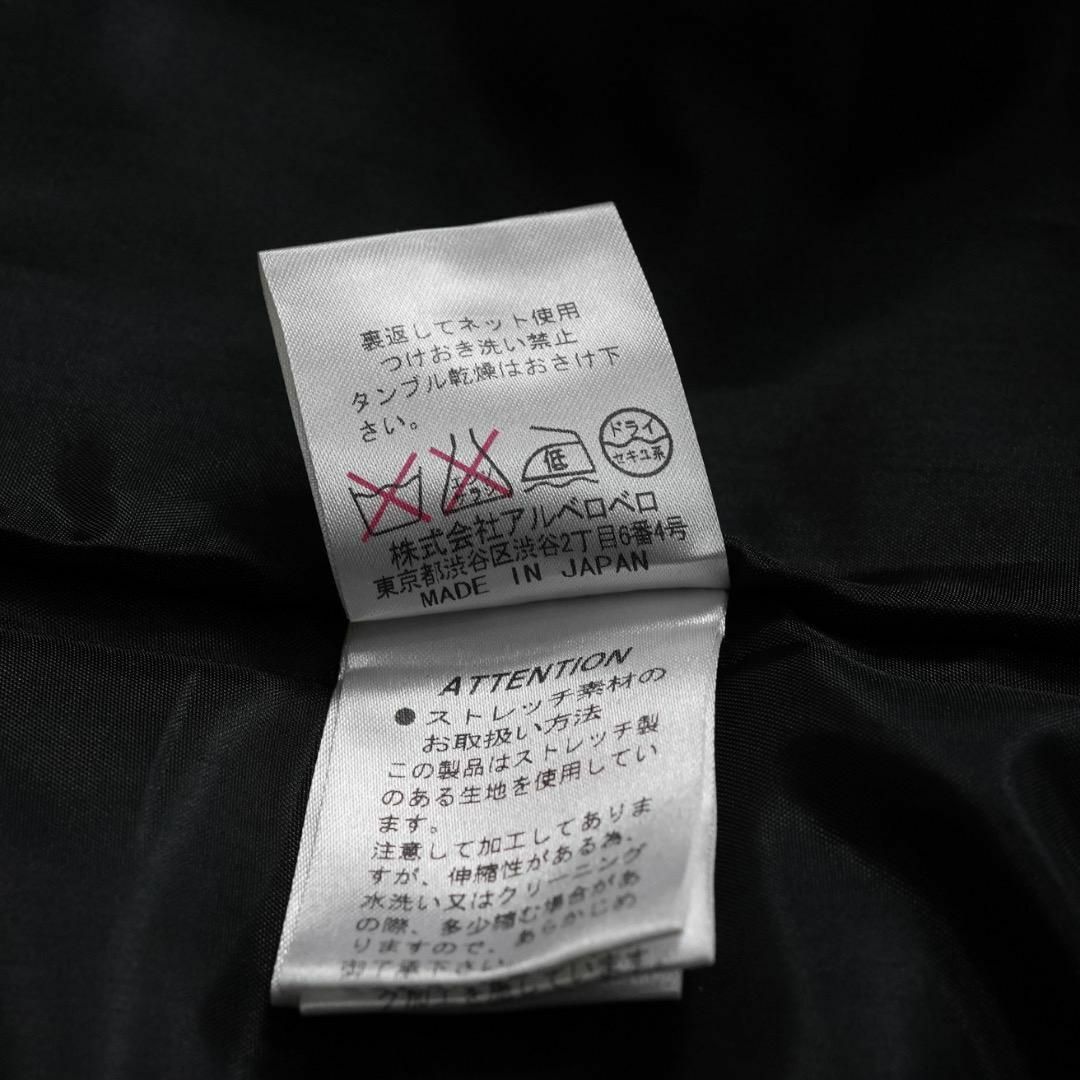 裏返してネット使用
つけおき洗い禁止
タンブル乾燥はおさけ下
さい。
低
ドライ
セキユ系
株式会社アルベロベロ
東京都渋谷区渋谷2丁目6番4号
MADE IN JAPAN
ATTENTION
● ストレッチ素材の
お取扱い方法
この製品はストレッチ製
のある生地を使用してい
ます。
注意して加工してありま
すが、伸縮性がある為、
水洗い又はクリーニング
の際、多少縮む場合があ
りますので、あらかじめ
御了承下さい